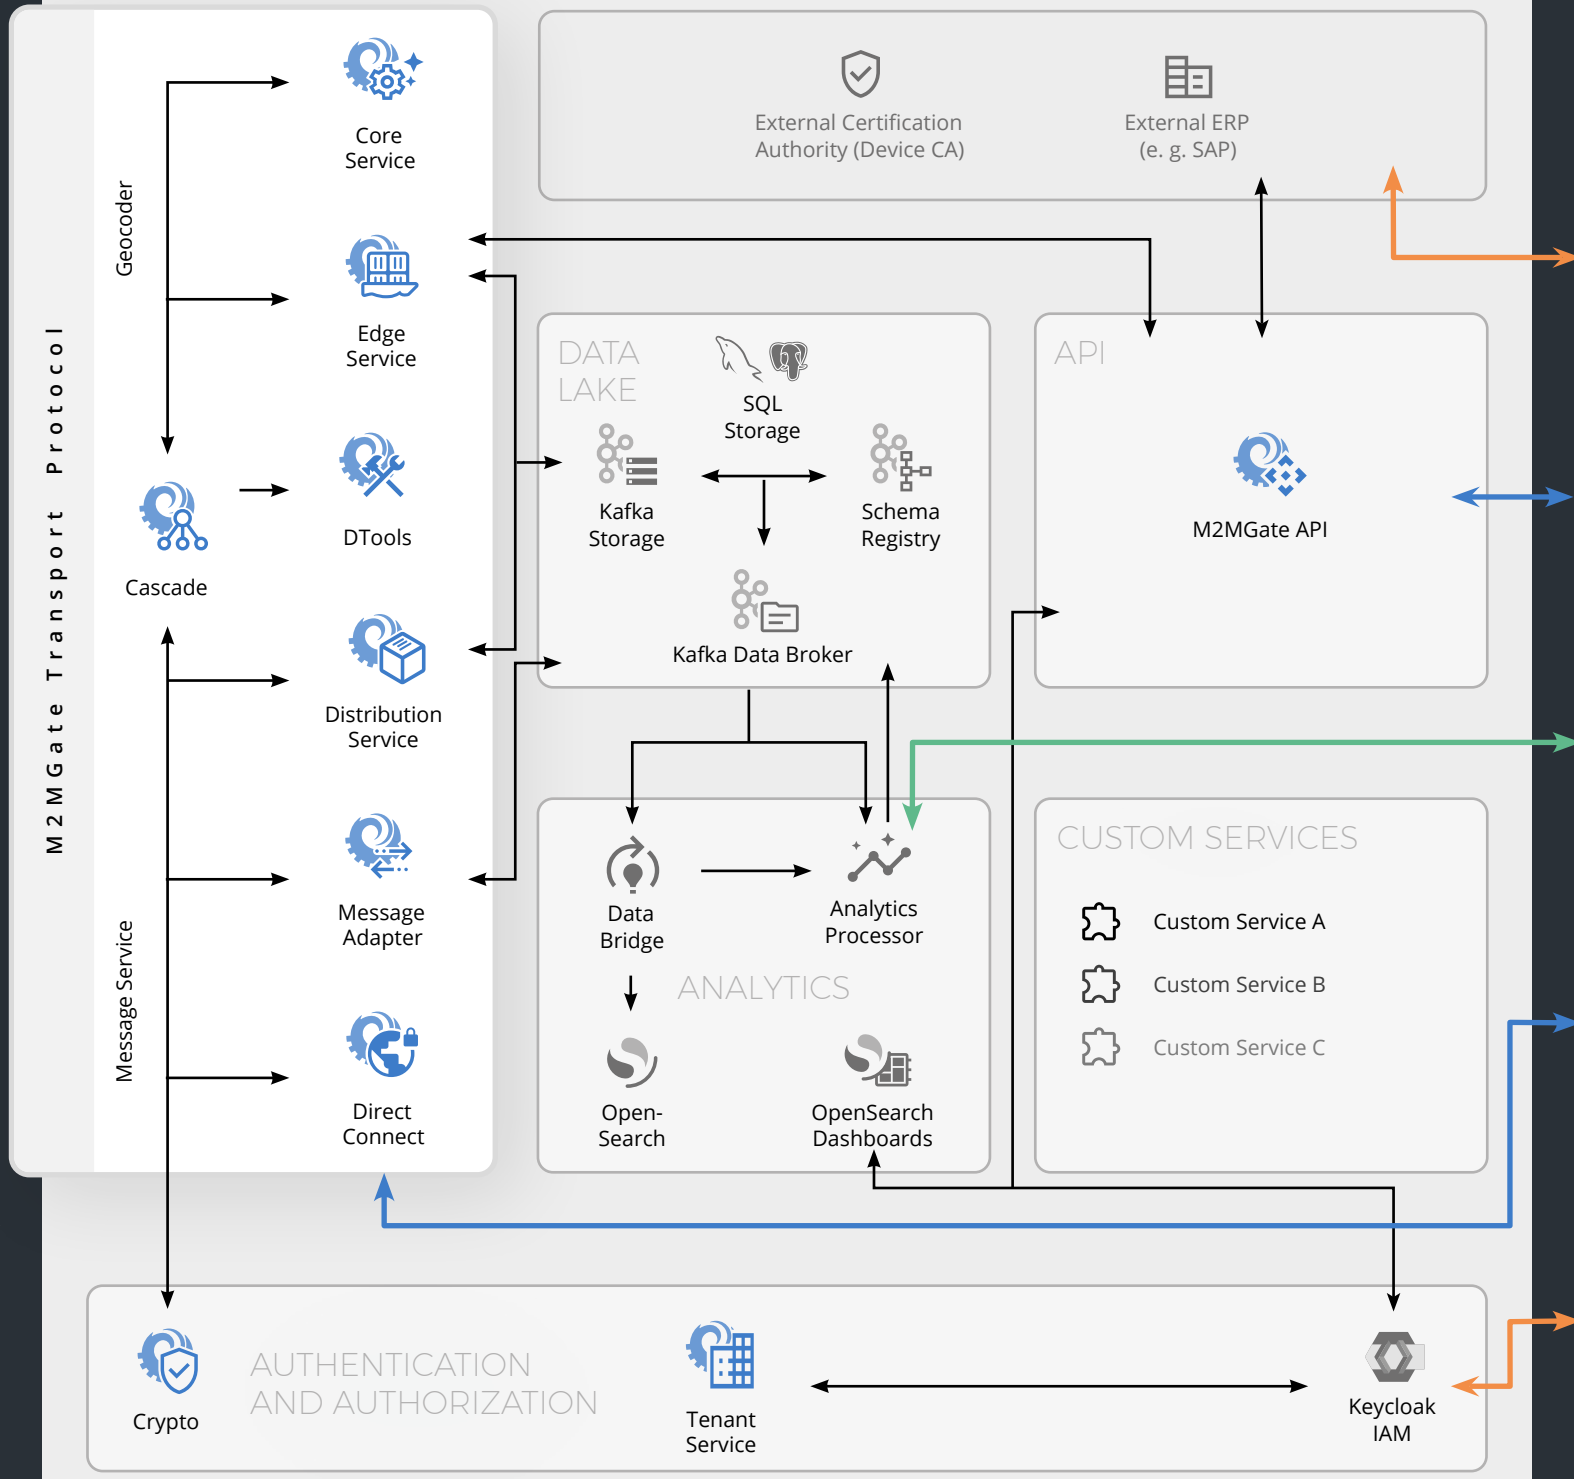 M2MGate Transport Protocol
Geocoder
Message Service
Core
Service
Edge
Service
DTools
Cascade
Distribution
Service
Message
Adapter
Direct
Connect
External Certification
Authority (Device CA)
External ERP
(e. g. SAP)
DATA
LAKE
SQL
Storage
Kafka
Storage
Schema
Registry
Kafka Data Broker
API
M2MGate API
Data
Bridge
Analytics
Processor
ANALYTICS
Open-
Search
OpenSearch
Dashboards
CUSTOM SERVICES
Custom Service A
Custom Service B
Custom Service C
Crypto
AUTHENTICATION
AND AUTHORIZATION
Tenant
Service
Keycloak
IAM